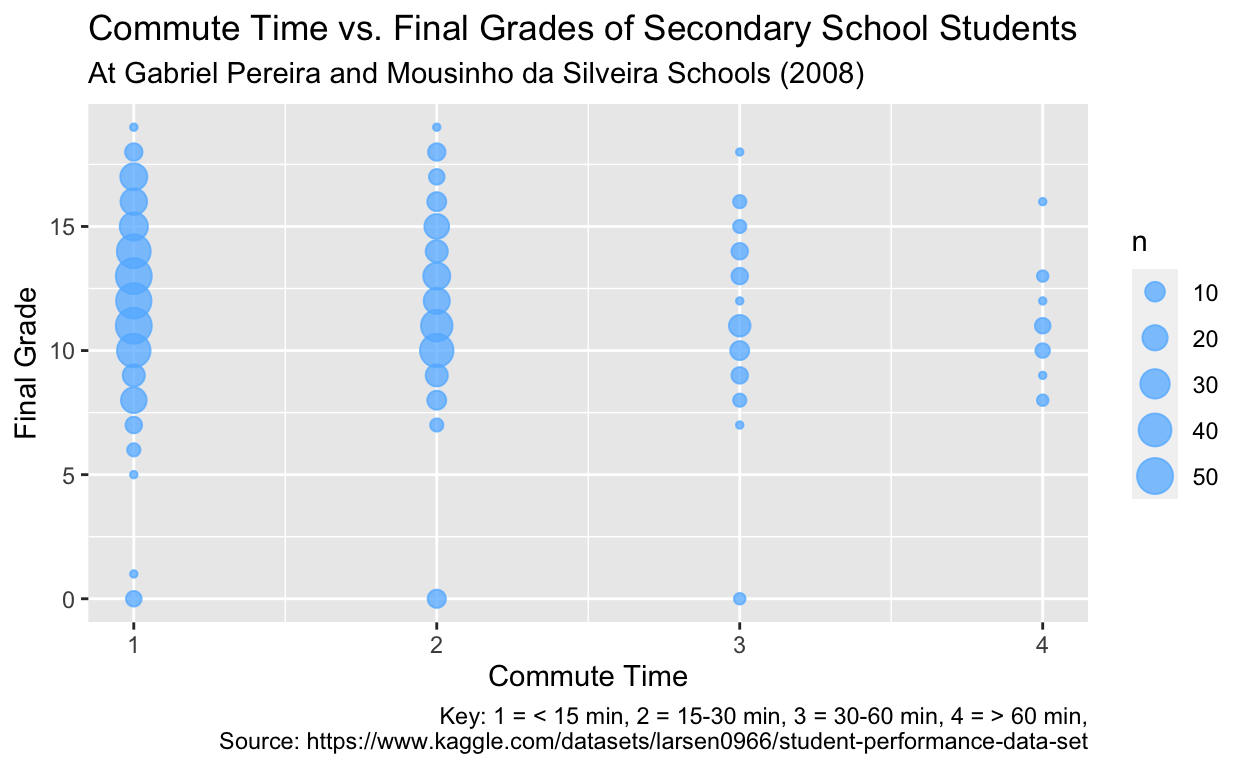 Commute Time vs. Final Grades of Secondary School Students
At Gabriel Pereira and Mousinho da Silveira Schools (2008)
Final Grade
15
10
5
0
1
2
3
4
Commute Time
n
10
20
30
40
50
Key: 1 = < 15 min, 2 = 15-30 min, 3 = 30-60 min, 4 = > 60 min,
Source: https://www.kaggle.com/datasets/larsen0966/student-performance-data-set